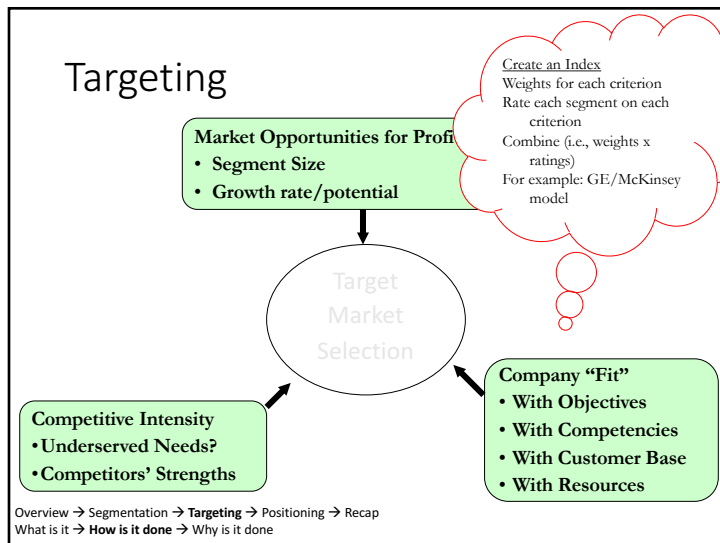 Targeting
Create an Index
Weights for each criterion
Rate each segment on each
criterion
Combine (i.e., weights x
ratings)
For example: GE/McKinsey
model
Market Opportunities for Profi
• Segment Size
• Growth rate/potential
Target
Market
Selection
Competitive Intensity
•Underserved Needs?
•Competitors’ Strengths
Company “Fit”
• With Objectives
• With Competencies
• With Customer Base
• With Resources
Overview → Segmentation → Targeting → Positioning → Recap
What is it → How is it done → Why is it done